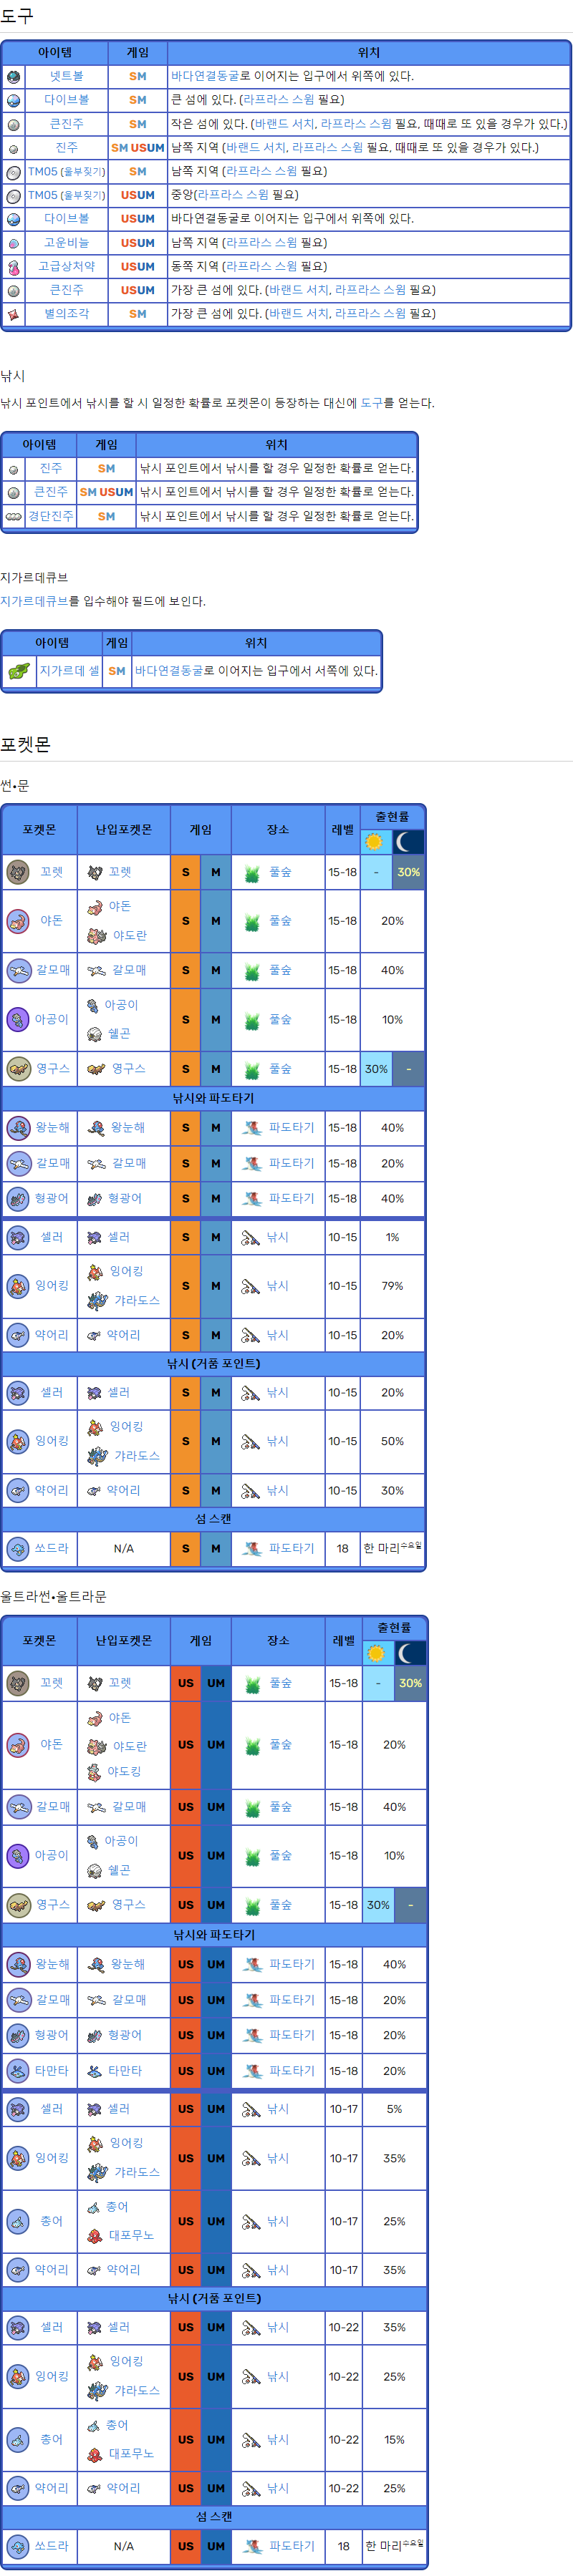 도구
아이템 게임 위치
넷트볼 SM 바다연결동굴로 이어지는 입구에서 위쪽에 있다.
다이브볼 SM 큰 섬에 있다. (라프라스 스윔 필요)
큰진주 SM 작은 섬에 있다. (바랜드 서치, 라프라스 스윔 필요, 때때로 또 있을 경우가 있다.)
진주 SM USUM 남쪽 지역 (바랜드 서치, 라프라스 스윔 필요, 때때로 또 있을 경우가 있다.)
TM05 (울부짖기) SM 남쪽 지역 (라프라스 스윔 필요)
TM05 (울부짖기) USUM 중앙(라프라스 스윔 필요)
다이브볼 USUM 바다연결동굴로 이어지는 입구에서 위쪽에 있다.
고운비늘 USUM 남쪽 지역 (라프라스 스윔 필요)
고급상처약 USUM 동쪽 지역 (라프라스 스윔 필요)
큰진주 USUM 가장 큰 섬에 있다. (바랜드 서치, 라프라스 스윔 필요)
별의조각 SM 가장 큰 섬에 있다. (바랜드 서치, 라프라스 스윔 필요)
낚시
낚시 포인트에서 낚시를 할 시 일정한 확률로 포켓몬이 등장하는 대신에 도구를 얻는다.
아이템 게임 위치
진주 SM 낚시 포인트에서 낚시를 할 경우 일정한 확률로 얻는다.
큰진주 SM USUM 낚시 포인트에서 낚시를 할 경우 일정한 확률로 얻는다.
경단진주 SM 낚시 포인트에서 낚시를 할 경우 일정한 확률로 얻는다.
지가르데큐브
지가르데큐브를 입수해야 필드에 보인다.
아이템 게임 위치
지가르데 셀 SM 바다연결동굴로 이어지는 입구에서 서쪽에 있다.
포켓몬
썬•문
포켓몬 난입포켓몬 게임 장소 레벨 출현률
꼬렛 꼬렛 S M 풀숲 15-18 - 30%
야돈 야돈 야도란 S M 풀숲 15-18 20%
갈모매 갈모매 S M 풀숲 15-18 40%
아공이 아공이 쉘곤 S M 풀숲 15-18 10%
영구스 영구스 S M 풀숲 15-18 30% -
낚시와 파도타기
왕눈해 왕눈해 S M 파도타기 15-18 40%
갈모매 갈모매 S M 파도타기 15-18 20%
형광어 형광어 S M 파도타기 15-18 40%
셀러 셀러 S M 낚시 10-15 1%
잉어킹 잉어킹 갸라도스 S M 낚시 10-15 79%
약어리 약어리 S M 낚시 10-15 20%
낚시 (거품 포인트)
셀러 셀러 S M 낚시 10-15 20%
잉어킹 잉어킹 갸라도스 S M 낚시 10-15 50%
약어리 약어리 S M 낚시 10-15 30%
섬 스캔
쏘드라 N/A S M 파도타기 18 한 마리수요일
울트라썬•울트라문
포켓몬 난입포켓몬 게임 장소 레벨 출현률
꼬렛 꼬렛 US UM 풀숲 15-18 - 30%
야돈 야돈 야도란 야도킹 US UM 풀숲 15-18 20%
갈모매 갈모매 US UM 풀숲 15-18 40%
아공이 아공이 쉘곤 US UM 풀숲 15-18 10%
영구스 영구스 US UM 풀숲 15-18 30% -
낚시와 파도타기
왕눈해 왕눈해 US UM 파도타기 15-18 40%
갈모매 갈모매 US UM 파도타기 15-18 20%
형광어 형광어 US UM 파도타기 15-18 20%
타만타 타만타 US UM 파도타기 15-18 20%
셀러 셀러 US UM 낚시 10-17 5%
잉어킹 잉어킹 갸라도스 US UM 낚시 10-17 35%
총어 총어 대포무노 US UM 낚시 10-17 25%
약어리 약어리 US UM 낚시 10-17 35%
낚시 (거품 포인트)
셀러 셀러 US UM 낚시 10-22 35%
잉어킹 잉어킹 갸라도스 US UM 낚시 10-22 25%
총어 총어 대포무노 US UM 낚시 10-22 15%
약어리 약어리 US UM 낚시 10-22 25%
섬 스캔
쏘드라 N/A US UM 파도타기 18 한 마리수요일